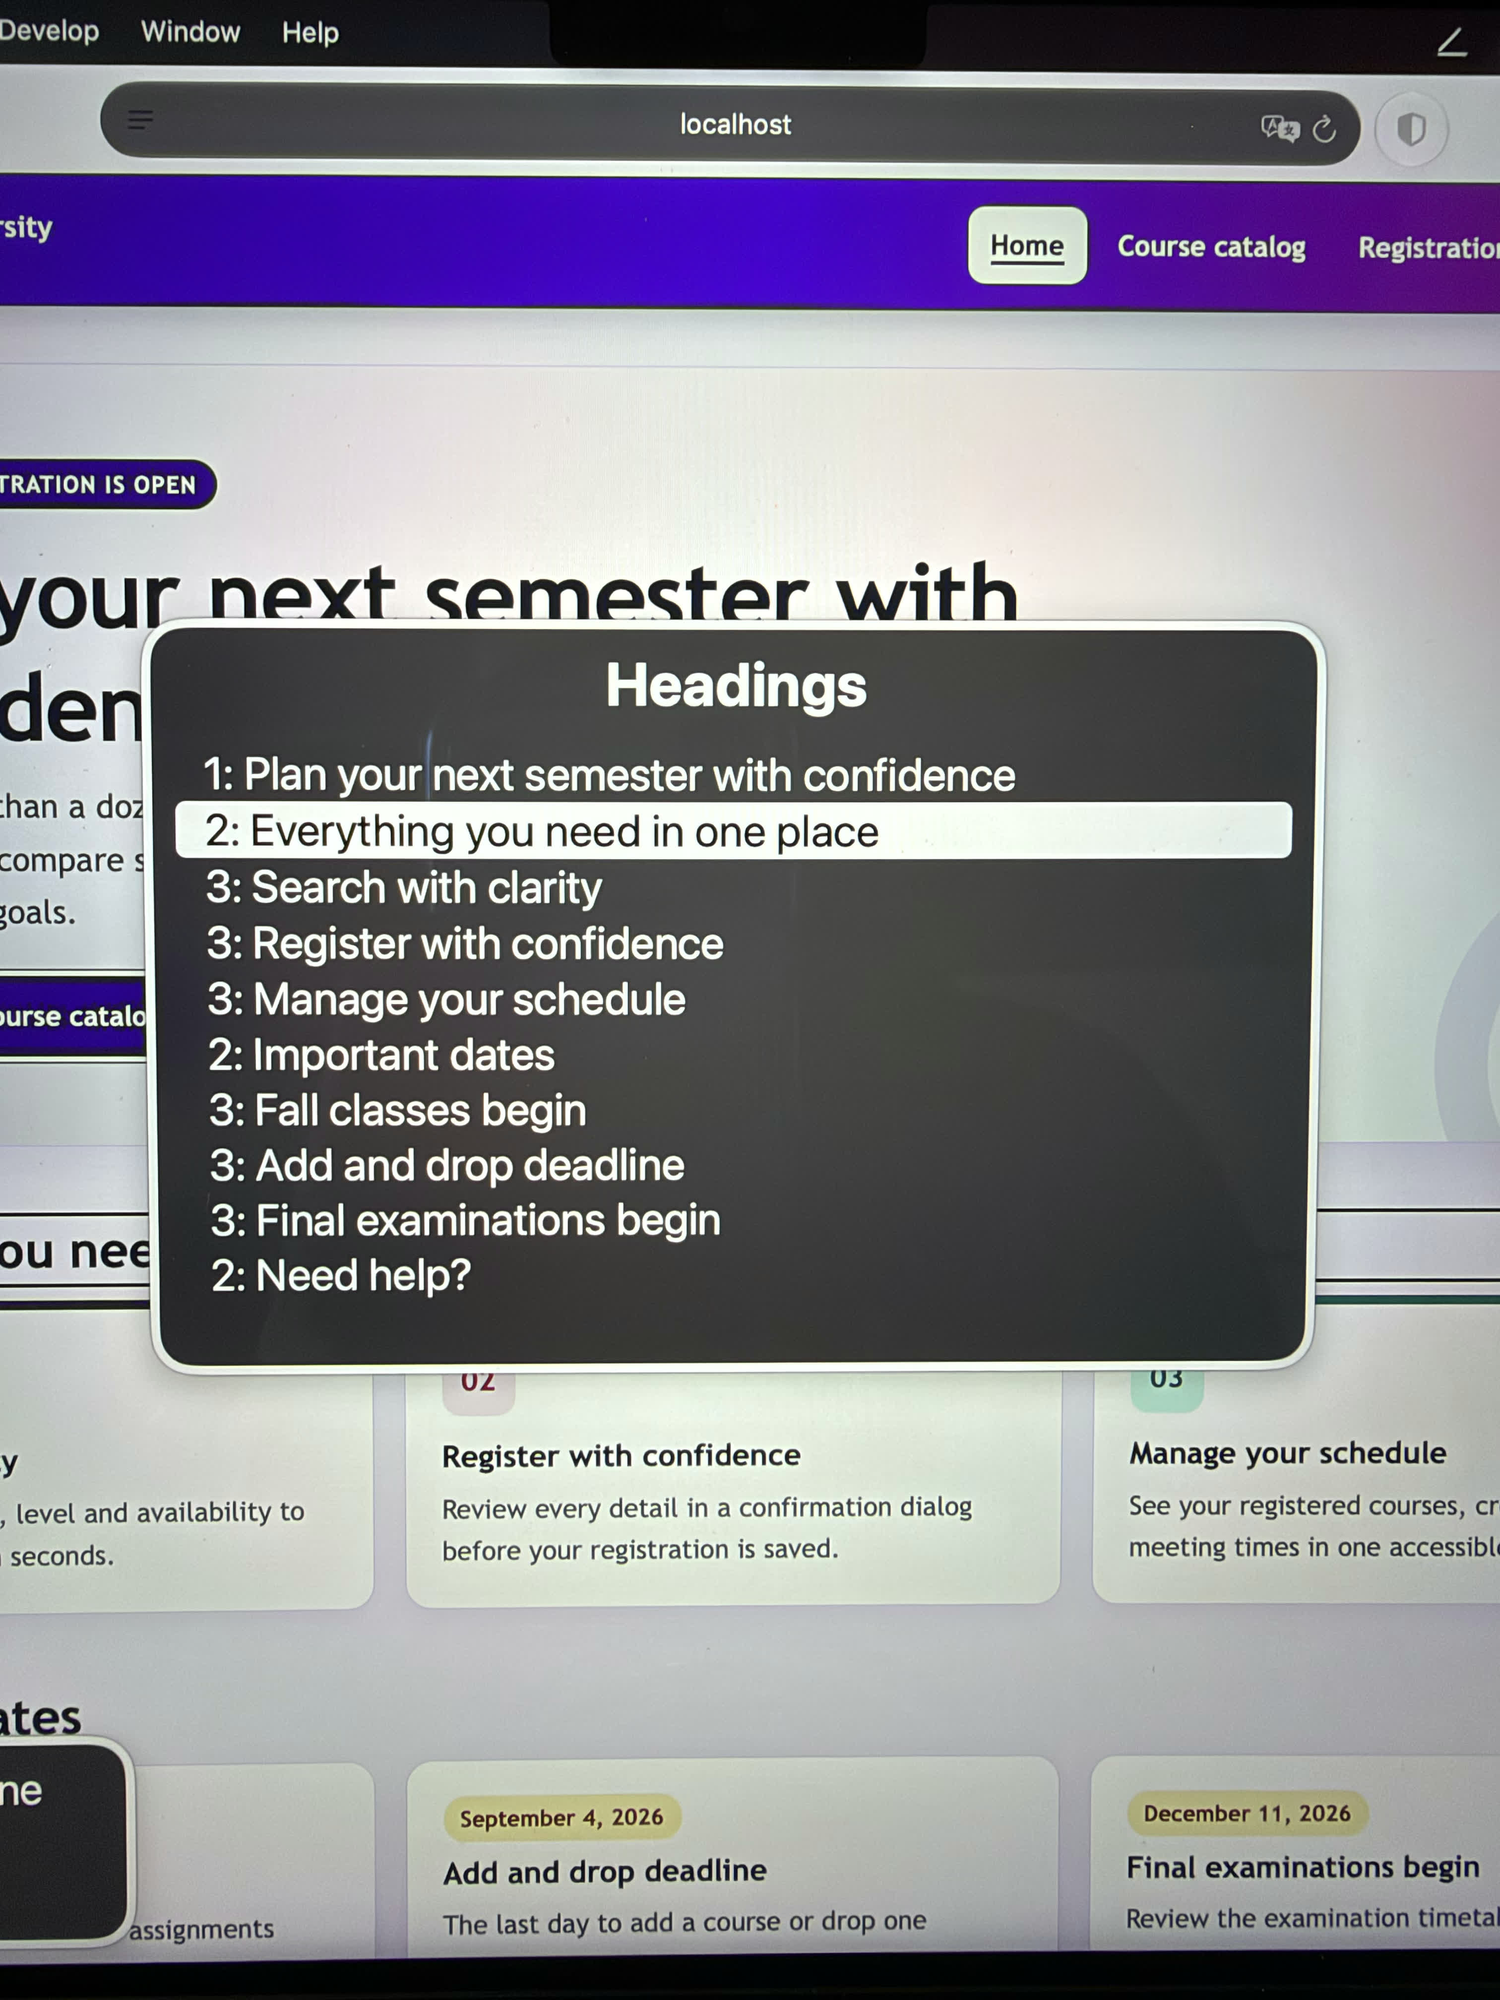 Develop Window Help
localhost
rsity
Home Course catalog Registration
TRATION IS OPEN
your next semester with
den
Headings
1: Plan your next semester with confidence
2: Everything you need in one place
3: Search with clarity
3: Register with confidence
3: Manage your schedule
2: Important dates
3: Fall classes begin
3: Add and drop deadline
3: Final examinations begin
2: Need help?
than a doz
compare s
goals.
ourse catalo
ou nee
02
03
y
, level and availability to
seconds.
Register with confidence
Review every detail in a confirmation dialog
before your registration is saved.
Manage your schedule
See your registered courses, cr
meeting times in one accessible
ates
ne
assignments
September 4, 2026
Add and drop deadline
The last day to add a course or drop one
December 11, 2026
Final examinations begin
Review the examination timetal